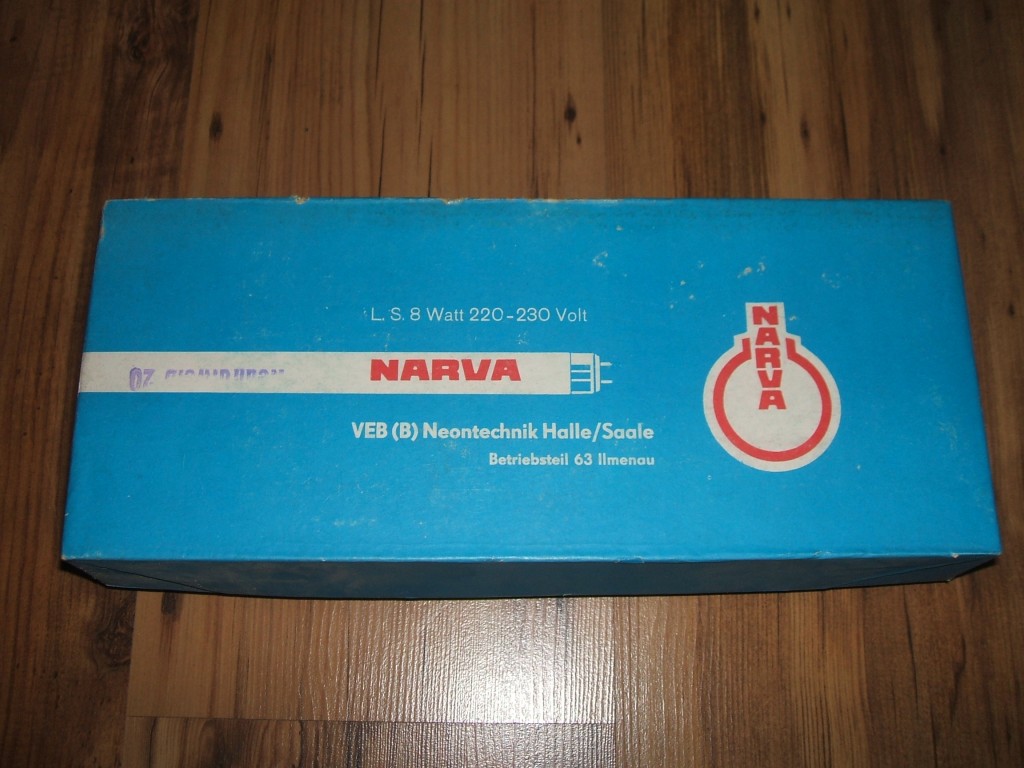 L. S. 8 Watt 220-230 Volt
NARVA
NARVA
VEB (B) Neontechnik Halle/Saale
Betriebsteil 63 Ilmenau